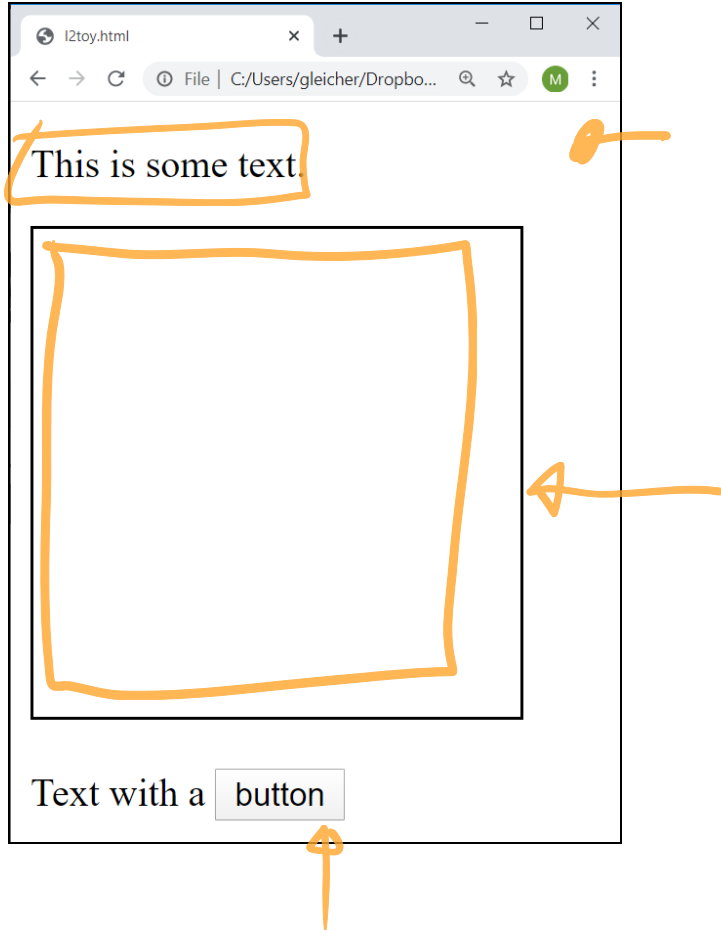 l2toy.html
File | C:/Users/gleicher/Dropbo...
M
This is some text.
Text with a button